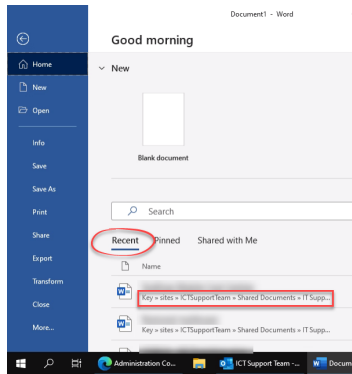 Document1 - Word
Good morning
Home
New
New
Open
Blank document
Info
Save
Save As
Print
Search
Share
Recent
Pinned
Shared with Me
Export
Name
Transform
Key » sites » ICTSupportTeam » Shared Documents » IT Supp...
Close
More...
Key » sites » ICTSupportTeam » Shared Documents » IT Supp...
Administration Co...
ICT Support Team -...
Docum